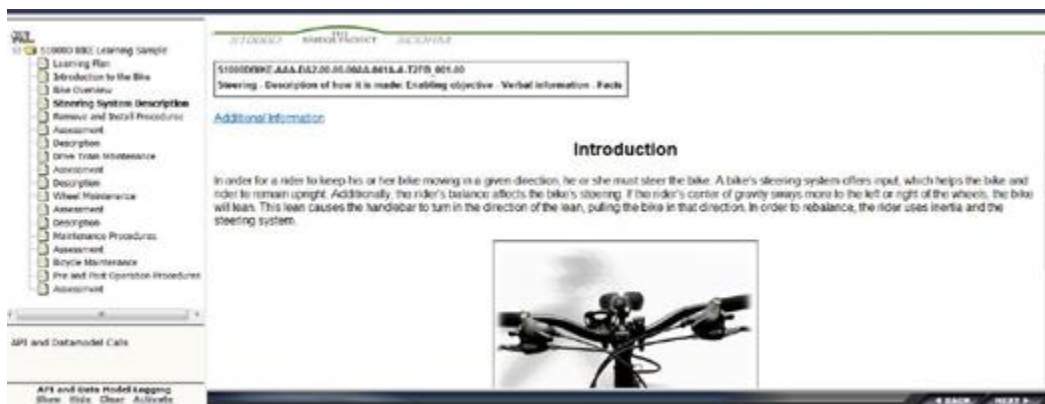 S1000D BIKE Learning Sample
Learning Plan
Introduction to the Bike
Bike Overview
Steering System Description
Remove and Install Procedures
Assessment
Description
Drive Train Maintenance
Assessment
Description
Wheel Maintenance
Assessment
Description
Maintenance Procedures
Assessment
Bicycle Maintenance
Pre and Post Operation Procedures
Assessment
API and Datamodel Calls
API and Data Model Logging
Show Hide Clear Activate
S1000D THE BRIDGE PROJECT SCORM
Steering - Description of how it is made: Enabling objective - Verbal information - Facts
Additional Information
Introduction
In order for a rider to keep his or her bike moving in a given direction, he or she must steer the bike. A bike's steering system offers input, which helps the bike and
rider to remain upright. Additionally, the rider's balance affects the bike's steering. If the rider's center of gravity sways more to the left or right of the wheels, the bike
will lean. This lean causes the handlebar to turn in the direction of the lean, pulling the bike in that direction. In order to rebalance, the rider uses inertia and the
steering system.
BACK NEXT